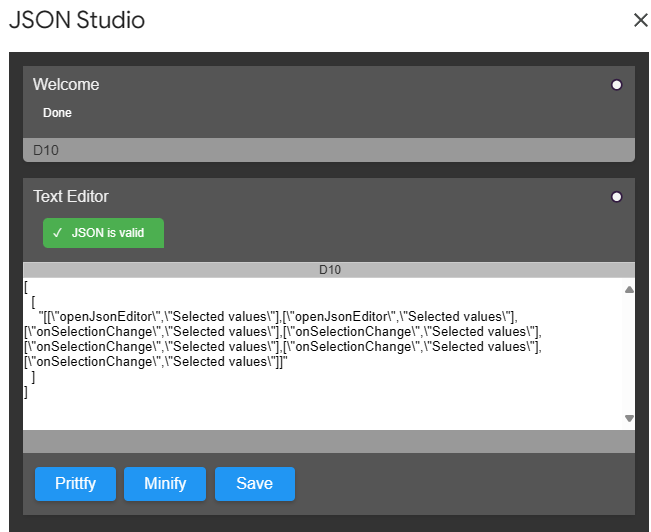 JSON Studio
Welcome
Done
D10
Text Editor
✓ JSON is valid
D10
[
[
"[[\"openJsonEditor\",\"Selected values\"],[\"openJsonEditor\",\"Selected values\"],
[\"onSelectionChange\",\"Selected values\"],[\"onSelectionChange\",\"Selected values\"],
[\"onSelectionChange\",\"Selected values\"],[\"onSelectionChange\",\"Selected values\"],
[\"onSelectionChange\",\"Selected values\"]]"
]
]
Prittfy Minify Save